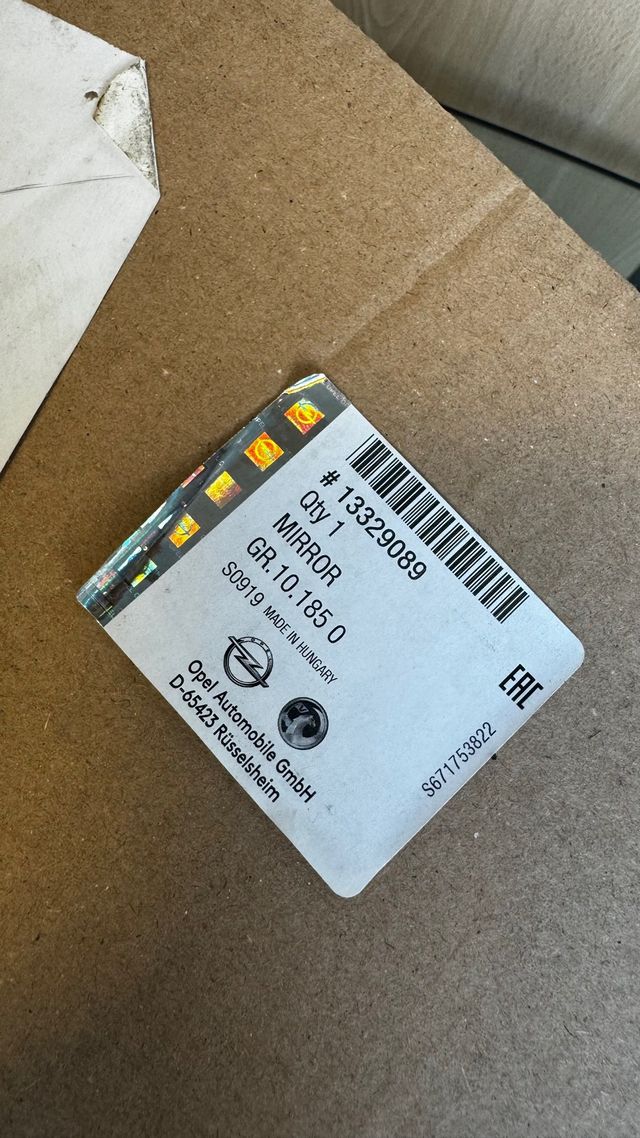 # 13329089
Qty 1
MIRROR
GR.10.185 0
S0919 MADE IN HUNGARY
Opel Automobile GmbH
D-65423 Rüsselsheim
EAC
S671753822